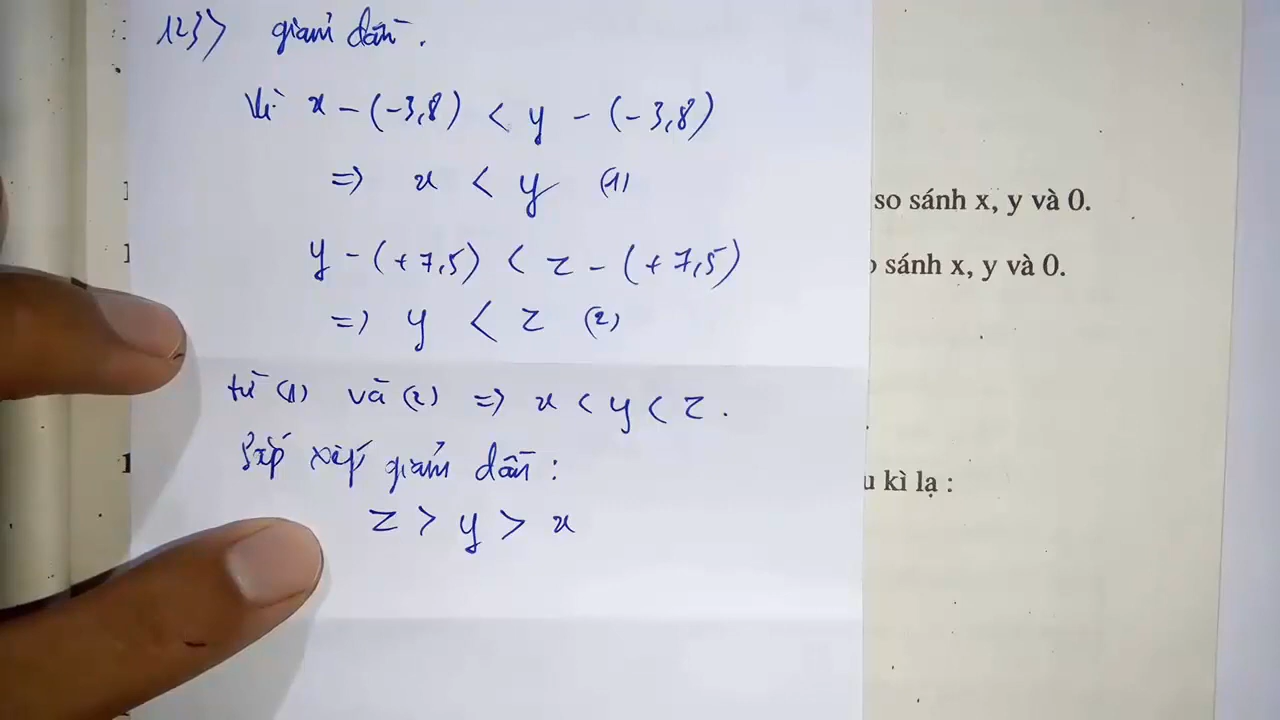 123) giảm dần.
Vì x - (-3,8) < y - (-3,8)
=> x < y (1)
so sánh x, y và 0.
y - (+7,5) < z - (+7,5)
sánh x, y và 0.
=> y < z (2)
từ (1) và (2) => x < y < z.
Sắp xếp giảm dần:
kì lạ :
z > y > x